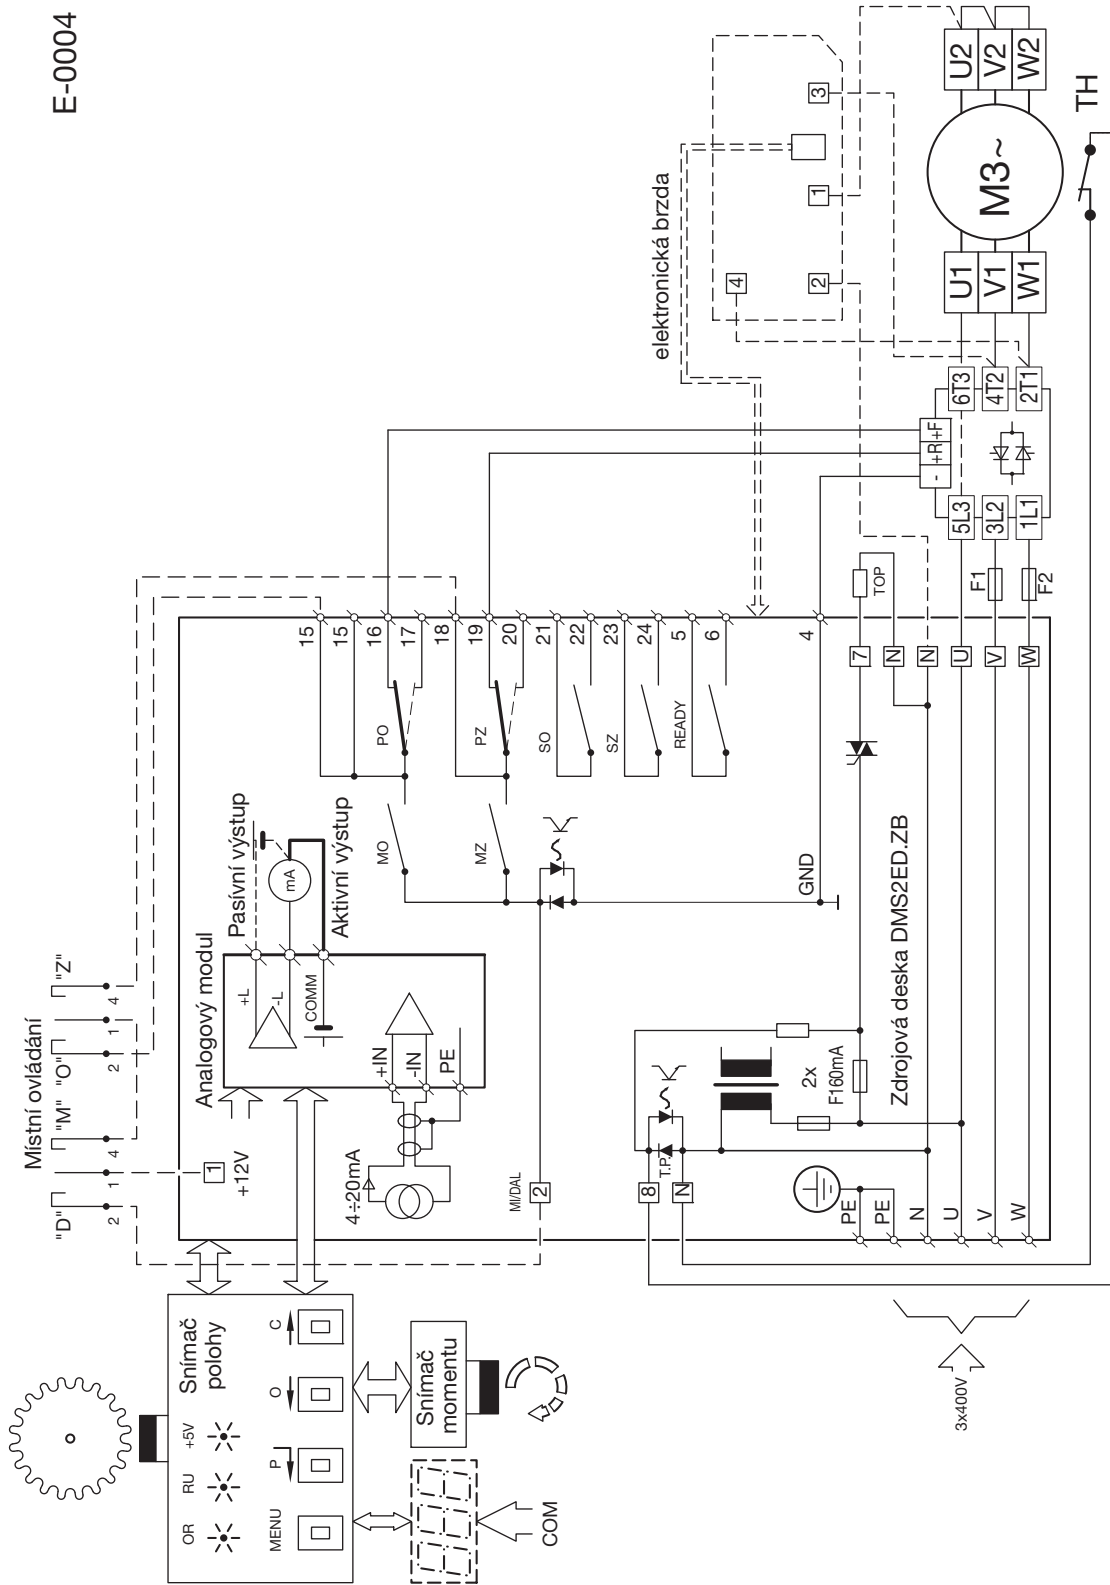 E-0004
Místní ovládání
"D"
"M"
"O"
"Z"
2
1
4
2
1
4
1
+12V
Analogový modul
Pasívní výstup
Aktivní výstup
+L
-L
COMM
mA
+IN
-IN
PE
4÷20mA
MI/DAL
2
MO
MZ
PO
PZ
SO
SZ
READY
15
15
16
17
18
19
20
21
22
23
24
5
6
4
GND
elektronická brzda
1
2
3
4
Snímač
polohy
+5V
RU
OR
MENU
P
O
C
Snímač
momentu
COM
8
N
T.P.
2x
F160mA
Zdrojová deska DMS2ED.ZB
PE
PE
N
U
V
W
3x400V
7
N
N
U
V
W
TOP
F1
F2
-
+R
+F
5L3
3L2
1L1
6T3
4T2
2T1
U1
V1
W1
M3~
U2
V2
W2
TH